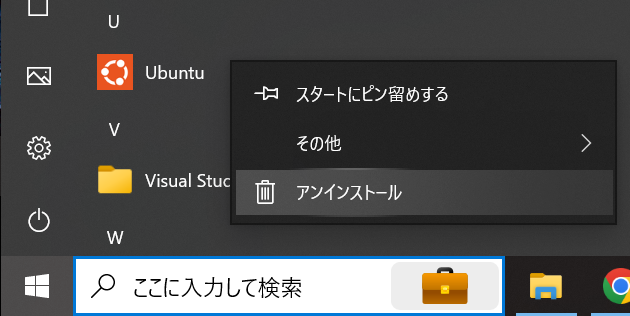 U
Ubuntu
スタートにピン留めする
V
その他
Visual Stud
アンインストール
W
ここに入力して検索